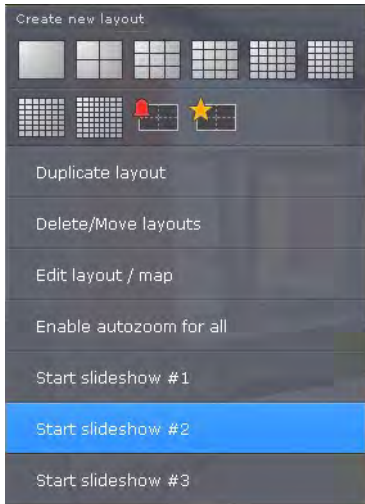 Create new layout
Duplicate layout
Delete/Move layouts
Edit layout / map
Enable autozoom for all
Start slideshow #1
Start slideshow #2
Start slideshow #3